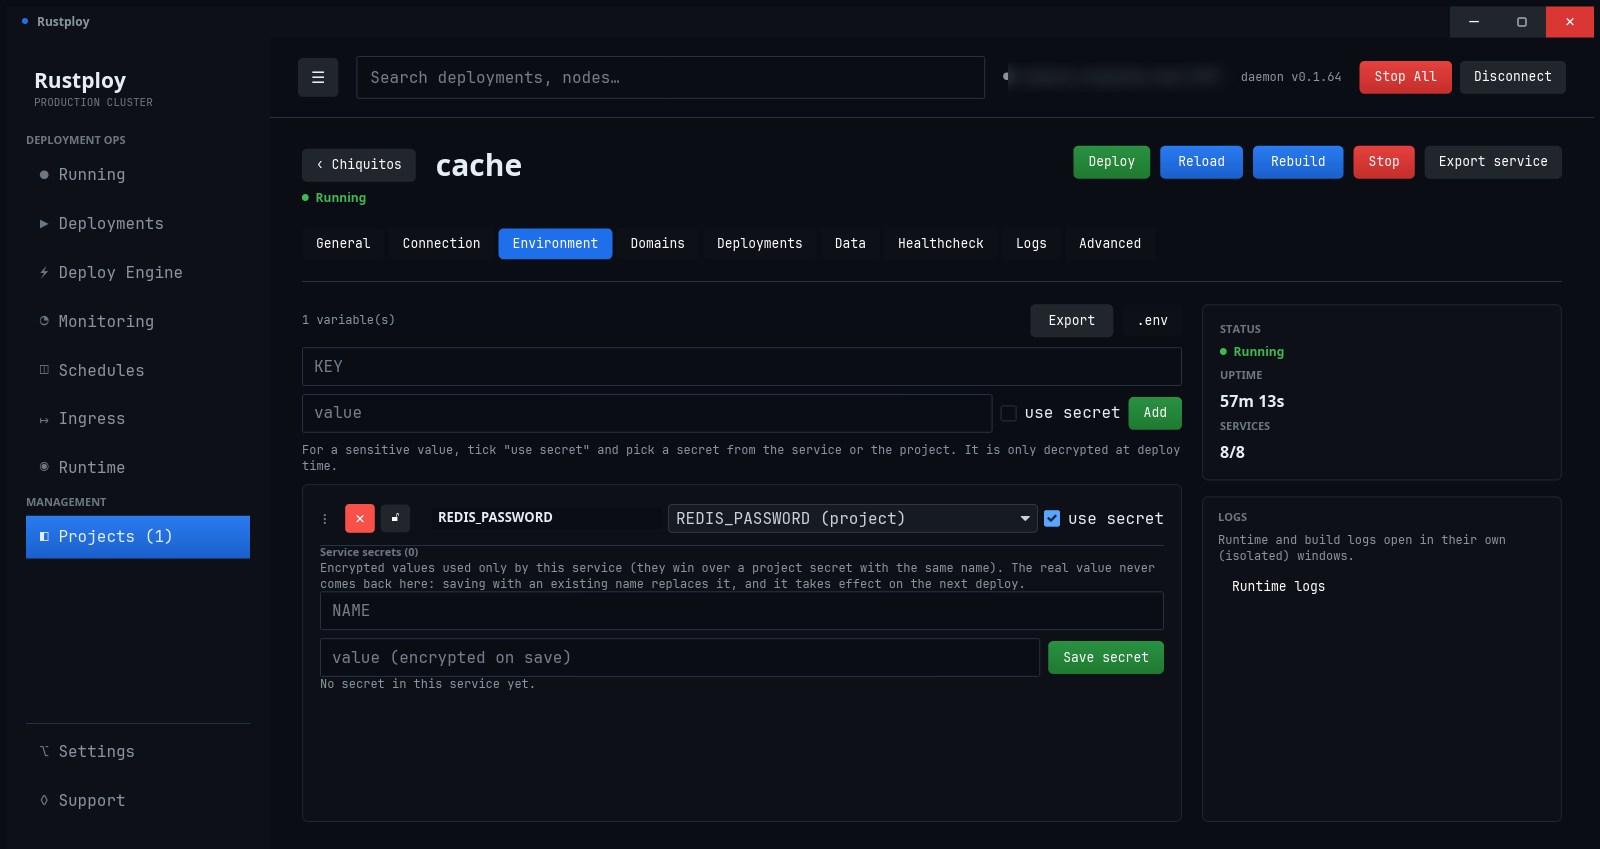 Rustploy
Rustploy
PRODUCTION CLUSTER
DEPLOYMENT OPS
Running
Deployments
Deploy Engine
Monitoring
Schedules
Ingress
Runtime
MANAGEMENT
Projects (1)
Settings
Support
Search deployments, nodes…
daemon v0.1.64
Stop All
Disconnect
‹ Chiquitos
cache
Deploy
Reload
Rebuild
Stop
Export service
Running
General
Connection
Environment
Domains
Deployments
Data
Healthcheck
Logs
Advanced
1 variable(s)
Export
.env
KEY
value
use secret
Add
For a sensitive value, tick "use secret" and pick a secret from the service or the project. It is only decrypted at deploy
time.
REDIS_PASSWORD
REDIS_PASSWORD (project)
use secret
Service secrets (0)
Encrypted values used only by this service (they win over a project secret with the same name). The real value never
comes back here: saving with an existing name replaces it, and it takes effect on the next deploy.
NAME
value (encrypted on save)
Save secret
No secret in this service yet.
STATUS
Running
UPTIME
57m 13s
SERVICES
8/8
LOGS
Runtime and build logs open in their own
(isolated) windows.
Runtime logs